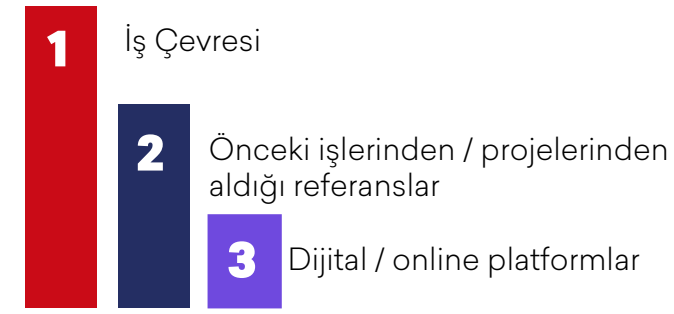 1
İş Çevresi
2
Önceki işlerinden / projelerinden
aldığı referanslar
3
Dijital / online platformlar